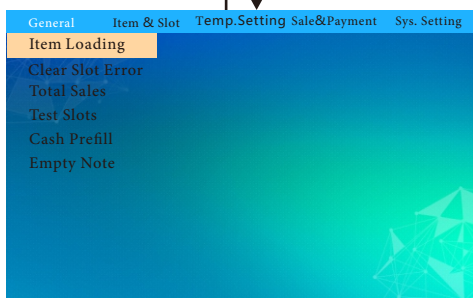 General Item & Slot Temp.Setting Sale&Payment Sys. Setting
Item Loading
Clear Slot Error
Total Sales
Test Slots
Cash Prefill
Empty Note